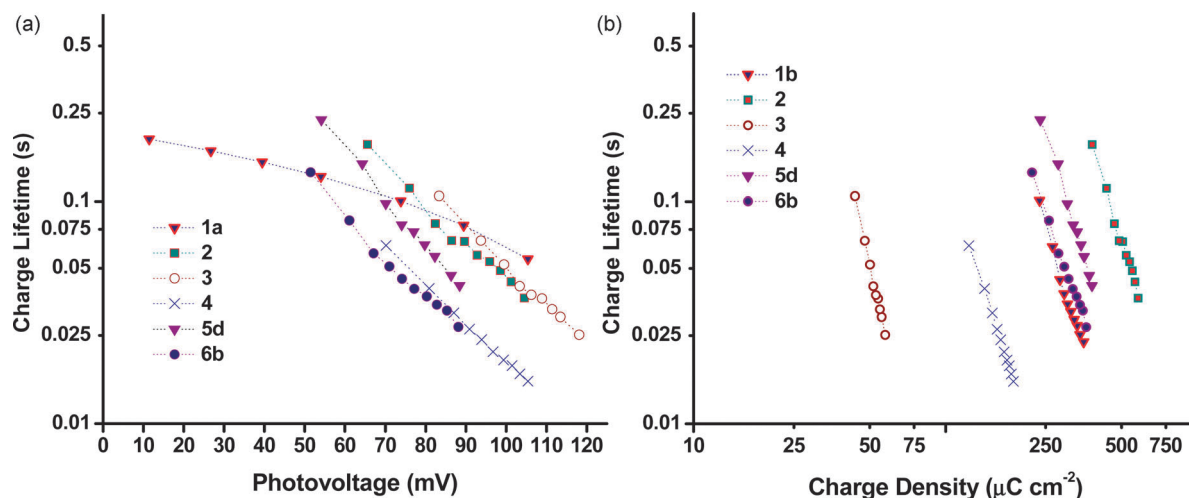 (a)
Charge Lifetime (s)
0.5
0.25
0.1
0.075
0.05
0.025
0.01
1a
2
3
4
5d
6b
0 10 20 30 40 50 60 70 80 90 100 110 120
Photovoltage (mV)
(b)
Charge Lifetime (s)
0.5
0.25
0.1
0.075
0.05
0.025
0.01
1b
2
3
4
5d
6b
10 25 50 75 250 500 750
Charge Density (μC cm⁻²)